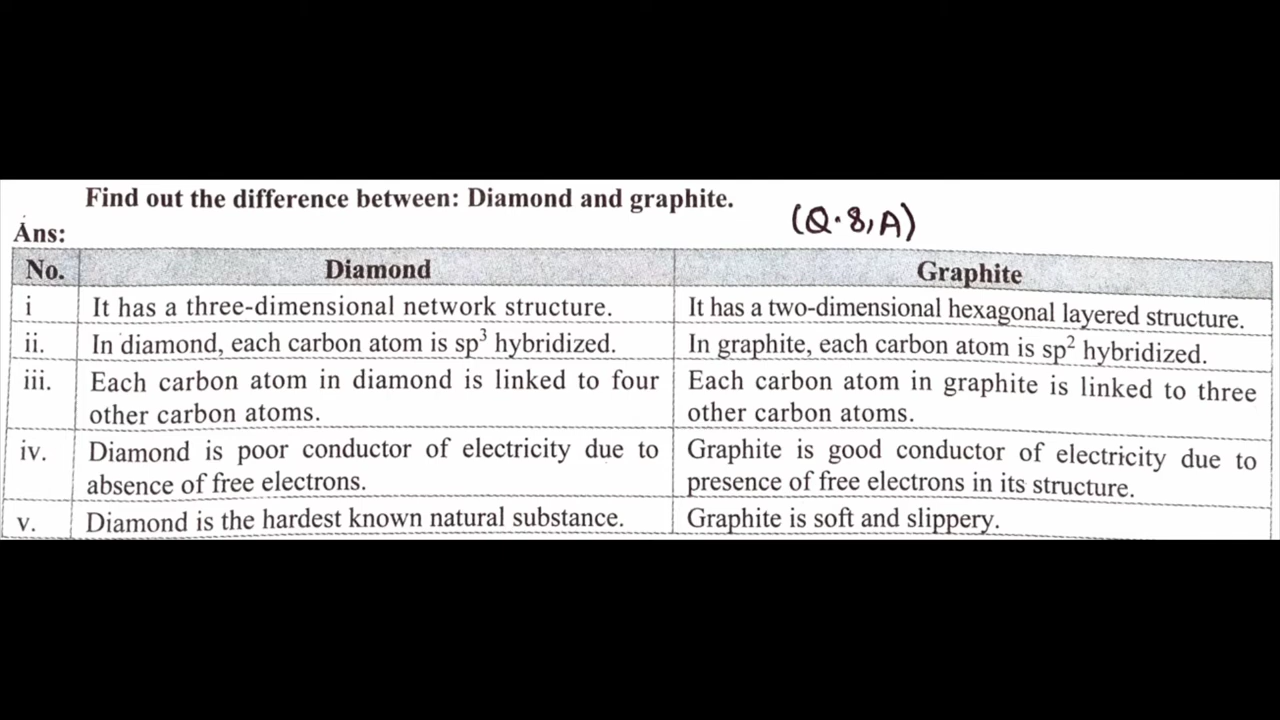 Find out the difference between: Diamond and graphite.
(Q.8,A)
Ans:
No. Diamond Graphite
i It has a three-dimensional network structure. It has a two-dimensional hexagonal layered structure.
ii. In diamond, each carbon atom is sp³ hybridized. In graphite, each carbon atom is sp² hybridized.
iii. Each carbon atom in diamond is linked to four Each carbon atom in graphite is linked to three
other carbon atoms. other carbon atoms.
iv. Diamond is poor conductor of electricity due to Graphite is good conductor of electricity due to
absence of free electrons. presence of free electrons in its structure.
v. Diamond is the hardest known natural substance. Graphite is soft and slippery.